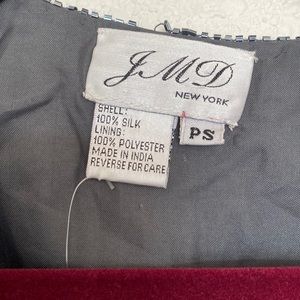 JMD
NEW YORK
PS
SHELL:
100% SILK
LINING:
100% POLYESTER
MADE IN INDIA
REVERSE FOR CARE